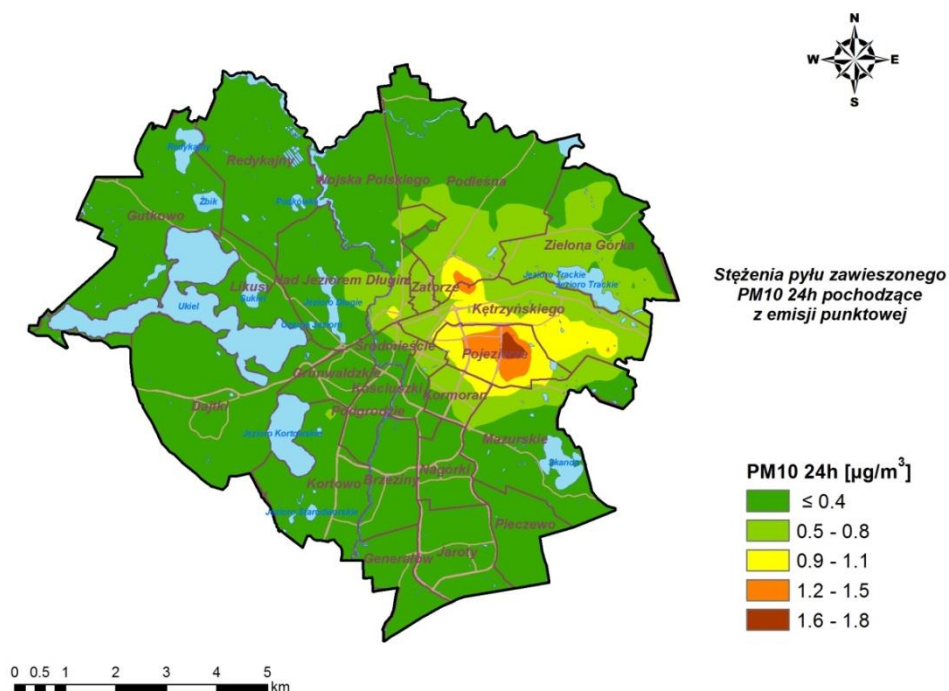 N
W E
S
Redykajny
Redykajny
Wojska Polskiego
Podleśna
Żbik
Gutkowo
Zielona Górka
Jezioro Trackie
Jezioro Trackie
Nad Jeziorem Długim
Likusy
Sukiel
Jezioro Długie
Zatorze
Ukiel
Kętrzyńskiego
Śródmieście
Pojezierze
Grunwaldzkie
Kościuszki
Kormoran
Dajtki
Podgrodzie
Jezioro Kortowskie
Mazurskie
Skanda
Nagórki
Kortowo
Brzeziny
Pieczewo
Jaroty
Generałów
Stężenia pyłu zawieszonego
PM10 24h pochodzące
z emisji punktowej
PM10 24h [µg/m³]
≤ 0.4
0.5 - 0.8
0.9 - 1.1
1.2 - 1.5
1.6 - 1.8
0 0.5 1 2 3 4 5
km